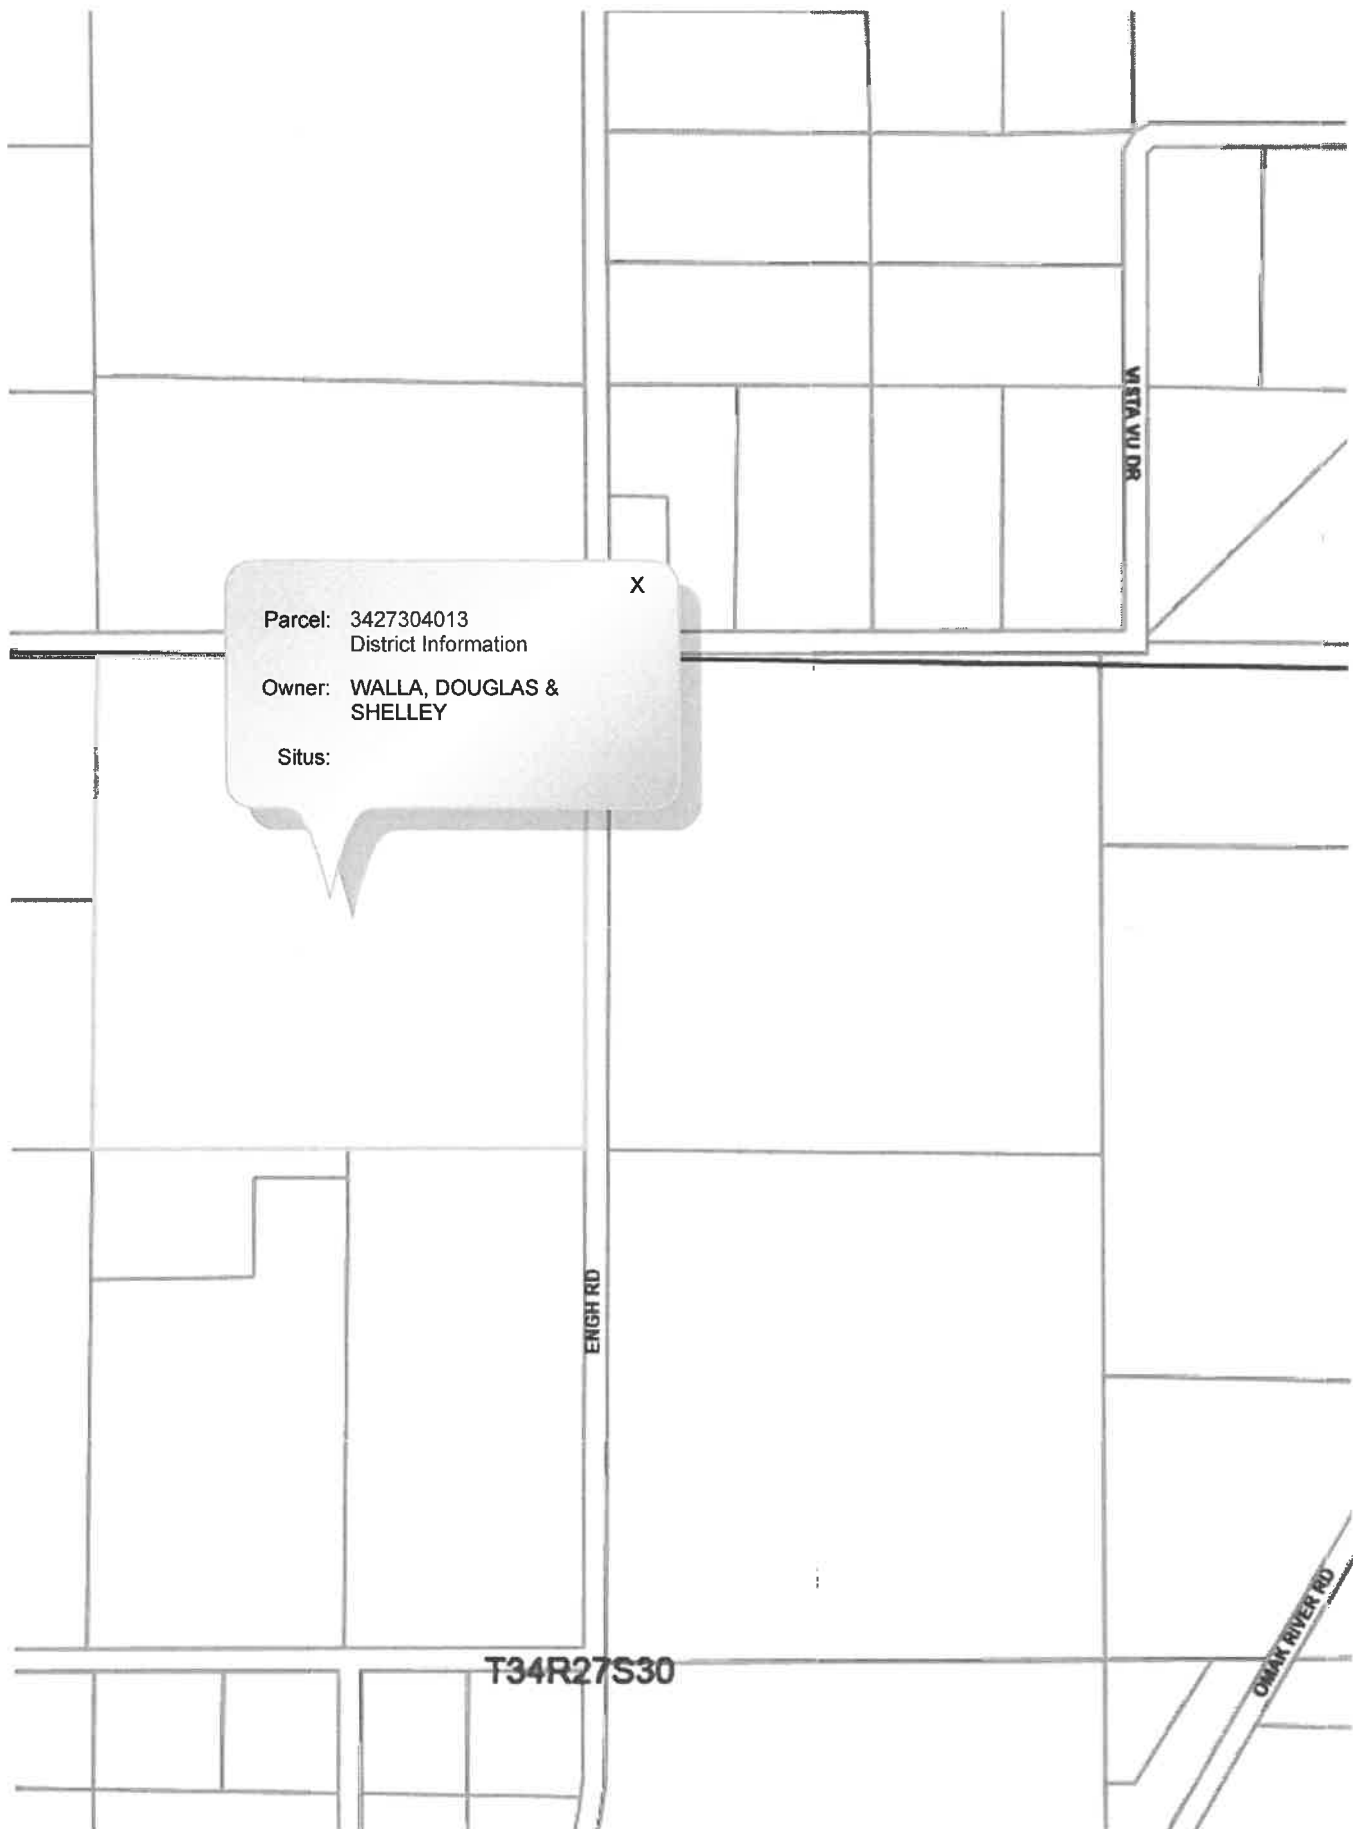 VISTA VU DR
X
Parcel: 3427304013
District Information
Owner: WALLA, DOUGLAS &
SHELLEY
Situs:
ENGH RD
OMAK RIVER RD
T34R27S30